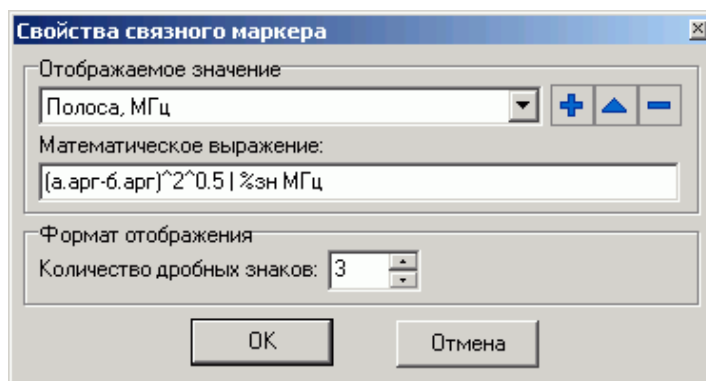 Свойства связного маркера
Отображаемое значение
Полоса, МГц
Математическое выражение:
(а.арг-б.арг)^2^0.5 | %зн МГц
Формат отображения
Количество дробных знаков: 3
OK Отмена